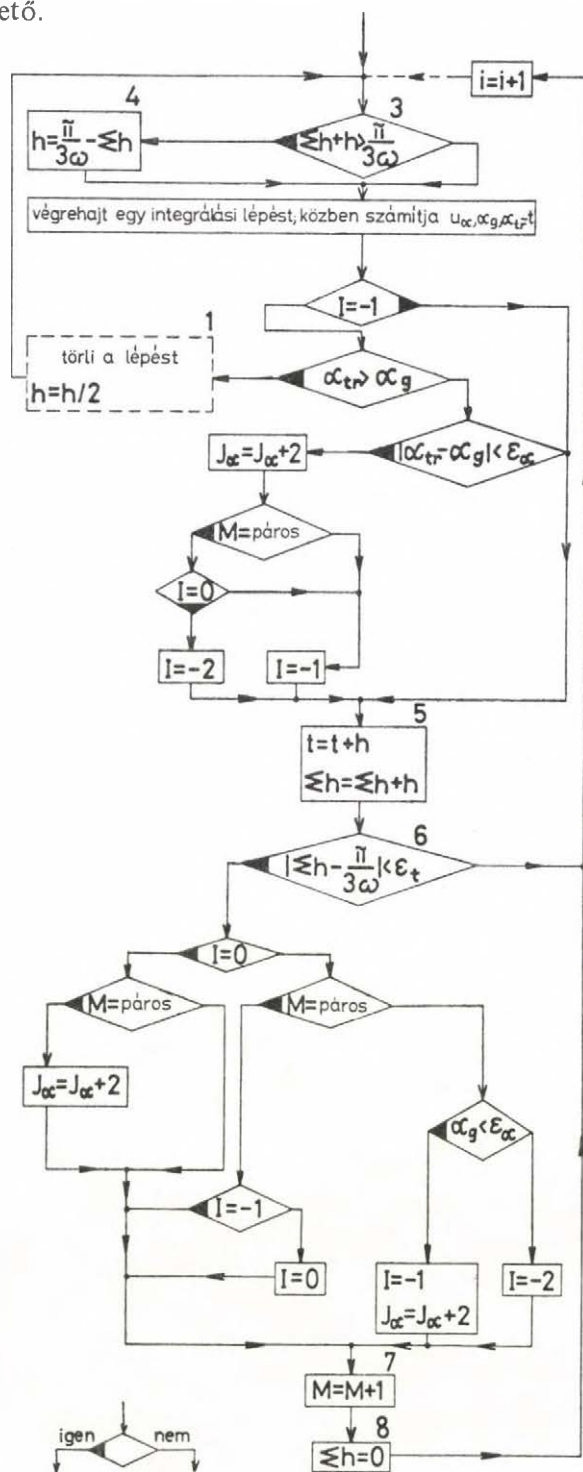 ető.
i=i+1
4
h=π/3ω-Σh
3
Σh+h>π/3ω
végrehajt egy integrálási lépést, közben számítja u_α, α_g, α_tr-t
I=-1
1
törli a lépést
h=h/2
α_tr>α_g
J_α=J_α+2
|α_tr-α_g|<ε_α
M=páros
I=0
I=-2
I=-1
5
t=t+h
Σh=Σh+h
6
|Σh-π/3ω|<ε_t
I=0
M=páros
M=páros
J_α=J_α+2
α_g<ε_α
I=-1
I=0
I=-1
J_α=J_α+2
I=-2
7
M=M+1
8
Σh=0
igen
nem